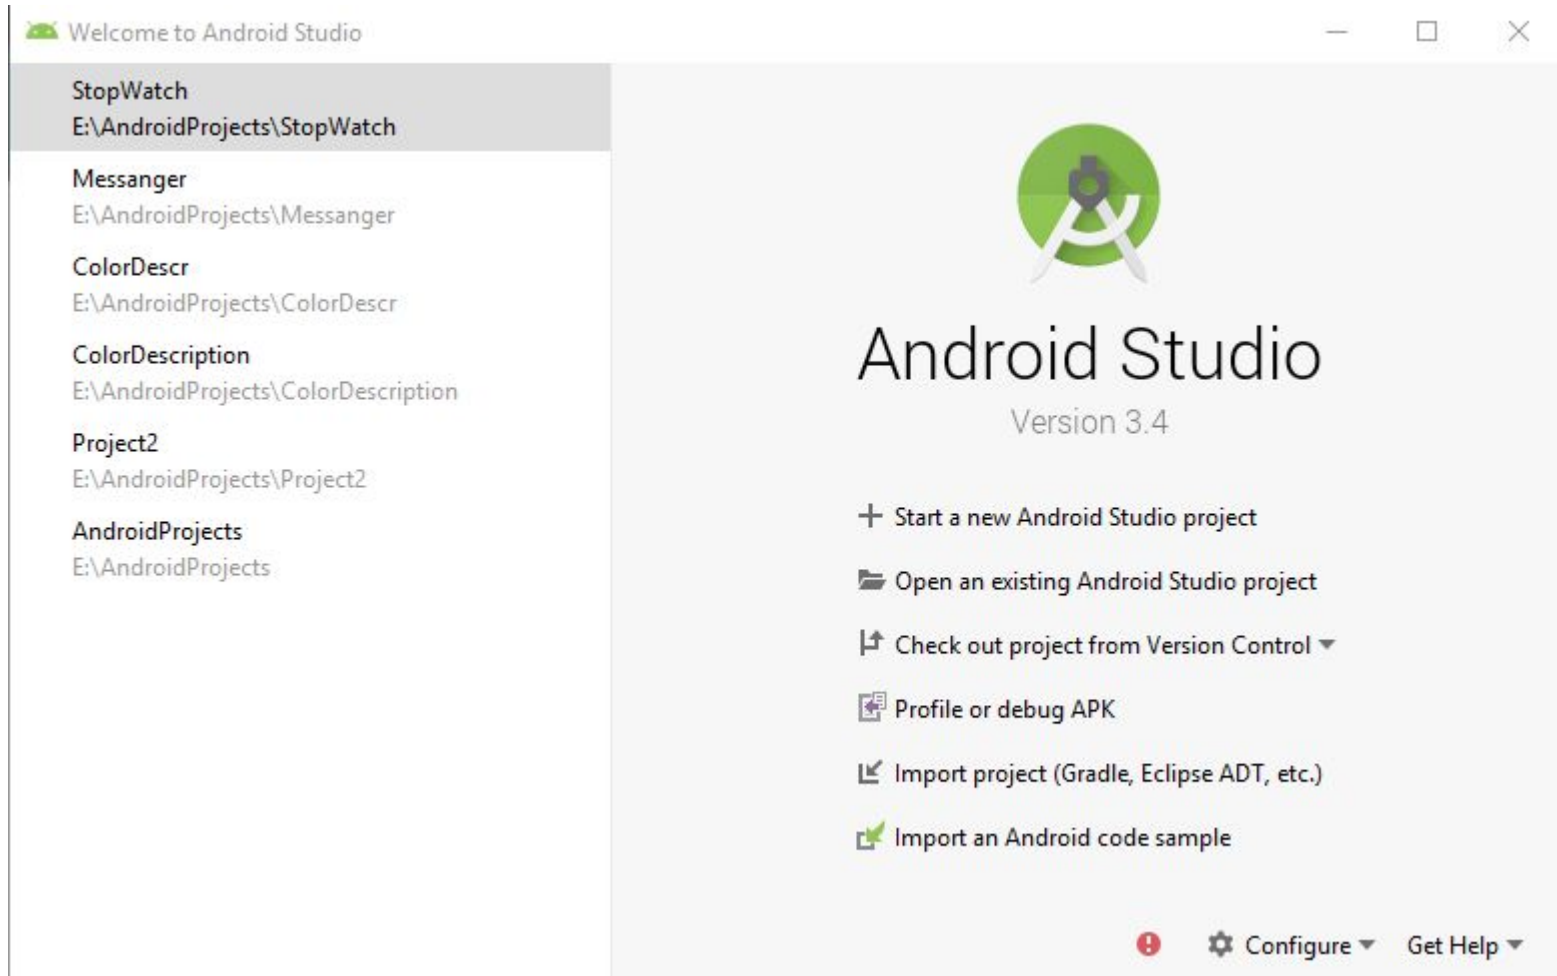 Welcome to Android Studio
StopWatch
E:\AndroidProjects\StopWatch
Messanger
E:\AndroidProjects\Messanger
ColorDescr
E:\AndroidProjects\ColorDescr
ColorDescription
E:\AndroidProjects\ColorDescription
Project2
E:\AndroidProjects\Project2
AndroidProjects
E:\AndroidProjects
Android Studio
Version 3.4
Start a new Android Studio project
Open an existing Android Studio project
Check out project from Version Control
Profile or debug APK
Import project (Gradle, Eclipse ADT, etc.)
Import an Android code sample
Configure Get Help